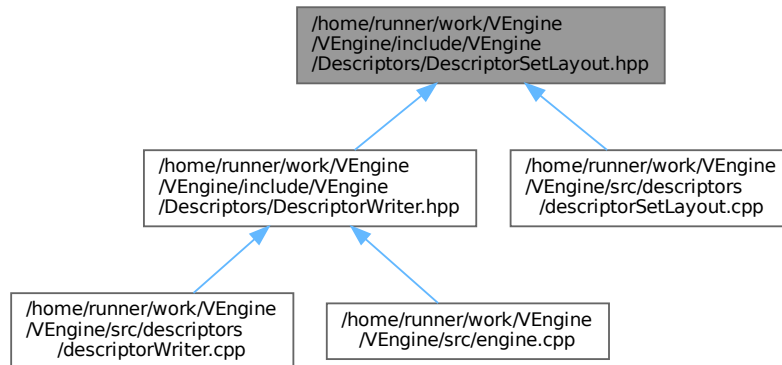 /home/runner/work/VEngine
/VEngine/include/VEngine
/Descriptors/DescriptorSetLayout.hpp
/home/runner/work/VEngine
/VEngine/include/VEngine
/Descriptors/DescriptorWriter.hpp
/home/runner/work/VEngine
/VEngine/src/descriptors
/descriptorSetLayout.cpp
/home/runner/work/VEngine
/VEngine/src/descriptors
/descriptorWriter.cpp
/home/runner/work/VEngine
/VEngine/src/engine.cpp